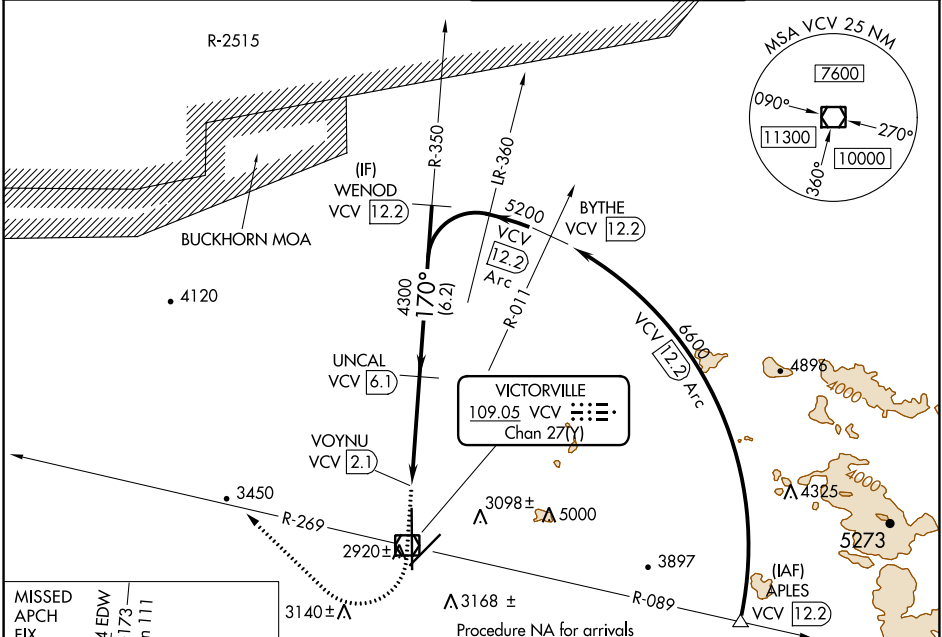 R-2515
MSA VCV 25 NM
7600
090°
270°
11300
10000
360°
R-350
LR-360
(IF)
WENOD
VCV 12.2
BUCKHORN MOA
5200
VCV
12.2
Arc
BYTHE
VCV 12.2
R-011
4120
4300
170°
(6.2)
6600
VCV 12.2 Arc
UNCAL
VCV 6.1
4896
4000
VICTORVILLE
109.05 VCV
Chan 27(Y)
VOYNU
VCV 2.1
4000
4325
3450
R-269
3098 ±
5000
5273
2920 ±
3897
(IAF)
APLES
VCV 12.2
R-089
MISSED
APCH
FIX
EDW
173
111
3140 ±
3168 ±
Procedure NA for arrivals